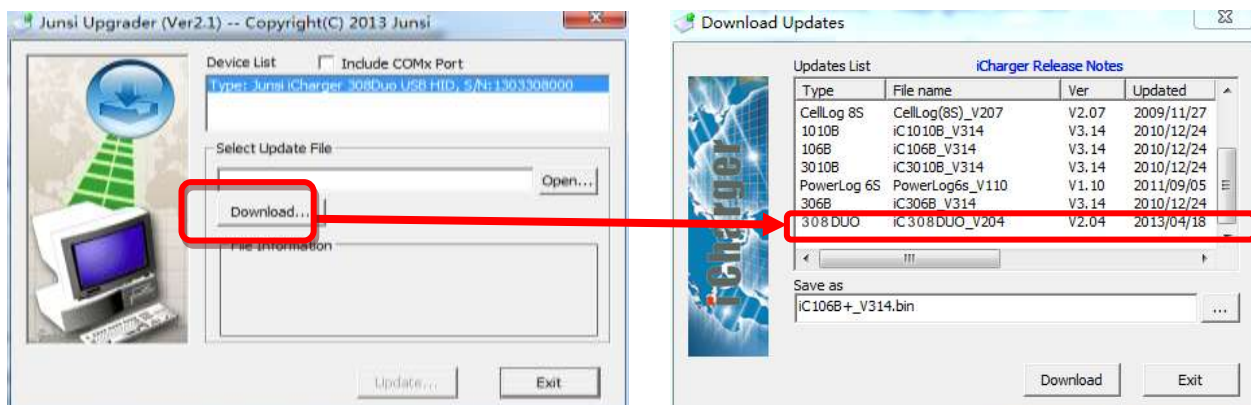 Junsi Upgrader (Ver2.1) -- Copyright(C) 2013 Junsi
Device List Include COMx Port
Type: Junsi iCharger 308Duo USB HID, S/N:1303308000
Select Update File
Open...
Download...
File Information
Update...
Exit
Download Updates
iCharger
Updates List iCharger Release Notes
Type File name Ver Updated
CellLog 8S CellLog(8S)_V207 V2.07 2009/11/27
1010B iC1010B_V314 V3.14 2010/12/24
106B iC106B_V314 V3.14 2010/12/24
3010B iC3010B_V314 V3.14 2010/12/24
PowerLog 6S PowerLog6s_V110 V1.10 2011/09/05
306B iC306B_V314 V3.14 2010/12/24
308DUO iC308DUO_V204 V2.04 2013/04/18
Save as
iC106B+_V314.bin
...
Download
Exit